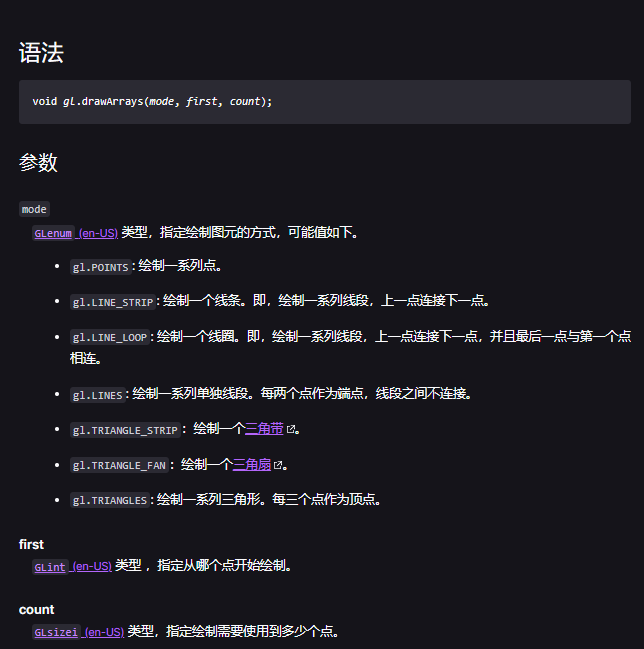 语法
void gl.drawArrays(mode, first, count);
参数
mode
GLenum (en-US) 类型，指定绘制图元的方式，可能值如下。
gl.POINTS: 绘制一系列点。
gl.LINE_STRIP: 绘制一个线条。即，绘制一系列线段，上一点连接下一点。
gl.LINE_LOOP: 绘制一个线圈。即，绘制一系列线段，上一点连接下一点，并且最后一点与第一个点
相连。
gl.LINES: 绘制一系列单独线段。每两个点作为端点，线段之间不连接。
gl.TRIANGLE_STRIP：绘制一个三角带。
gl.TRIANGLE_FAN：绘制一个三角扇。
gl.TRIANGLES: 绘制一系列三角形。每三个点作为顶点。
first
GLint (en-US) 类型 ，指定从哪个点开始绘制。
count
GLsizei (en-US) 类型，指定绘制需要使用到多少个点。